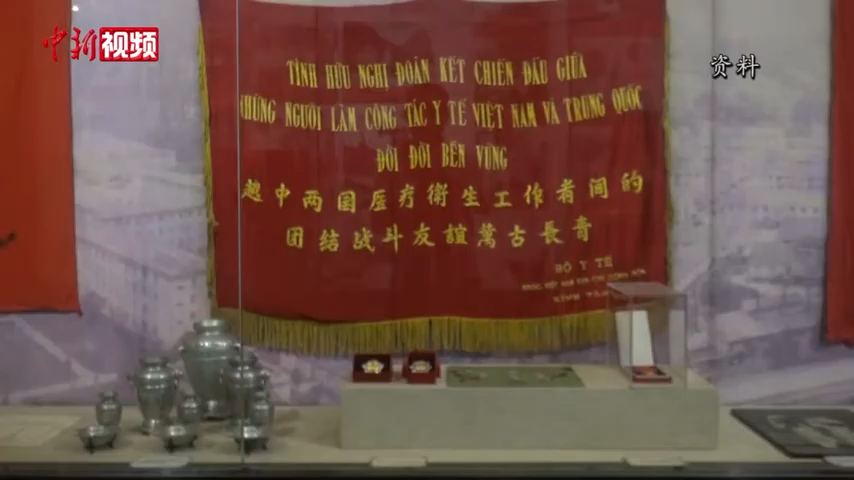 中新视频
资料
TÌNH HỮU NGHỊ ĐOÀN KẾT CHIẾN ĐẤU GIỮA
NGƯỜI LÀM CÔNG TÁC Y TẾ VIỆT NAM VÀ TRUNG QUỐC
ĐỜI ĐỜI BỀN VỮNG
越中两国医疗衛生工作者间的
团结战斗友誼萬古長青
BỘ Y TẾ